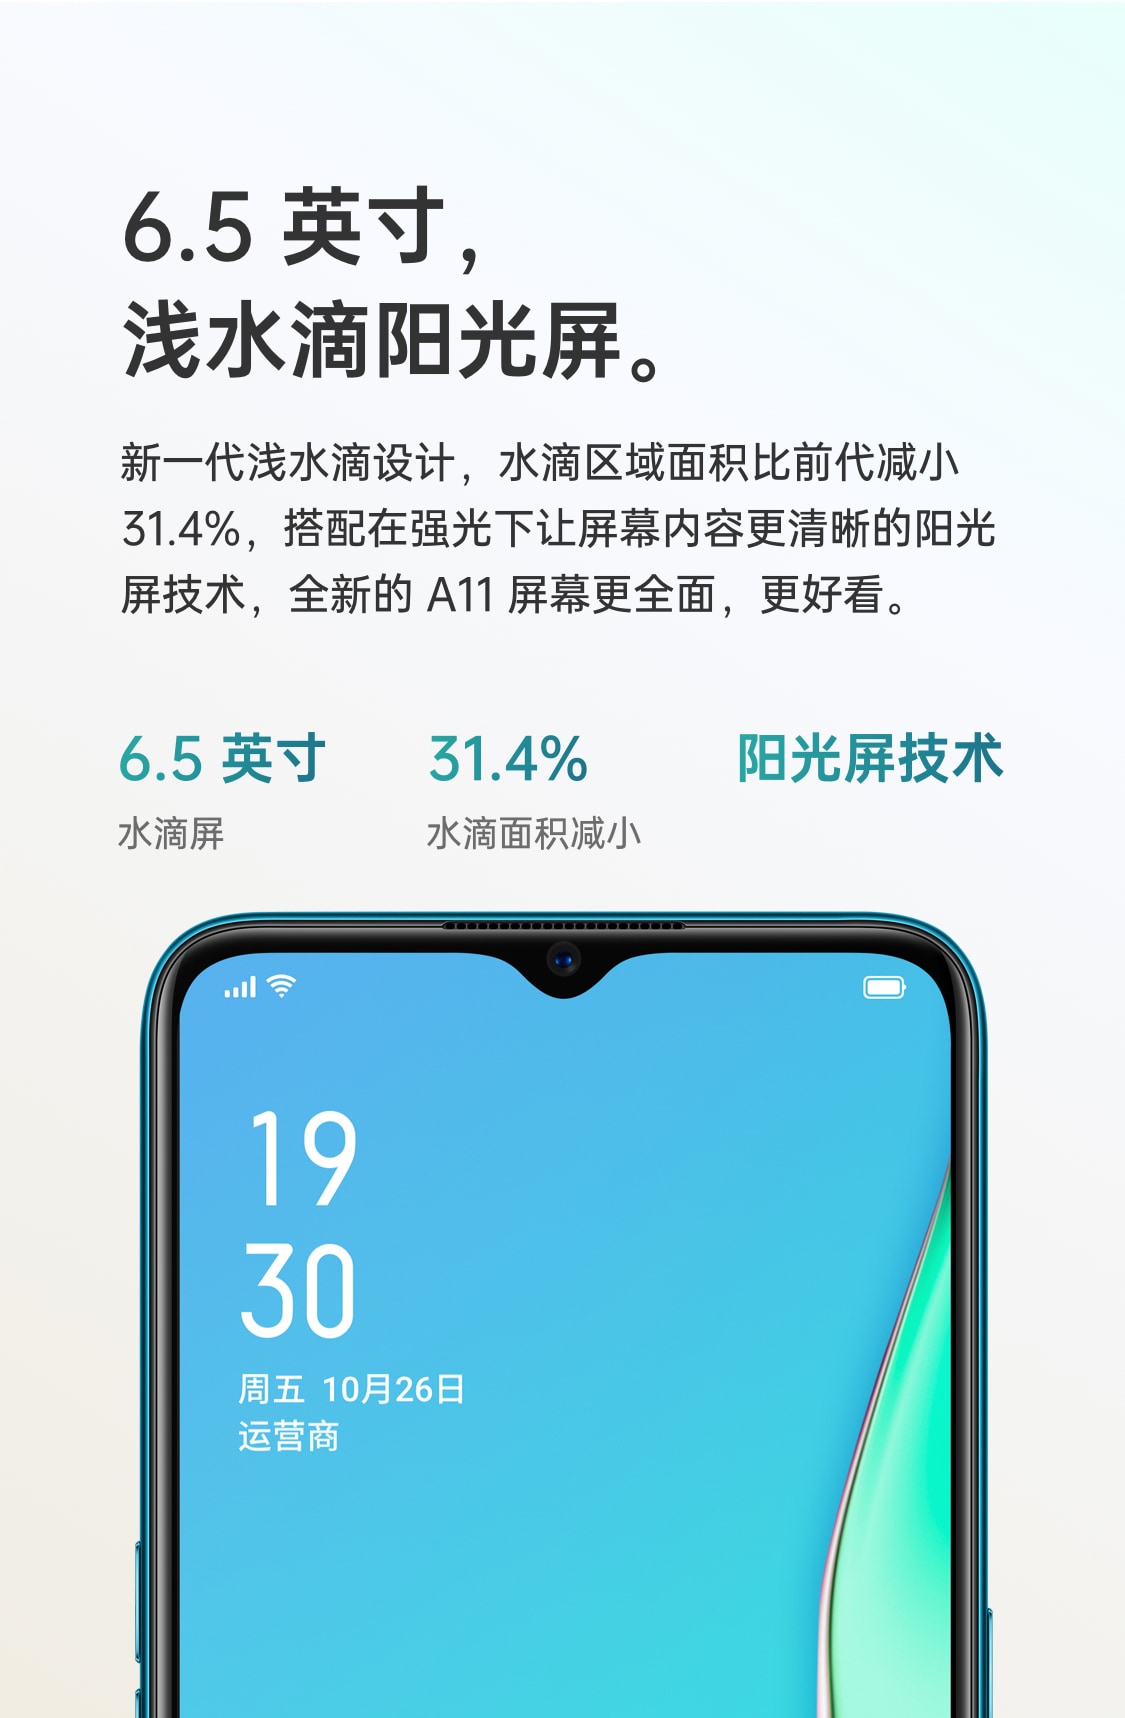 6.5 英寸，
浅水滴阳光屏。
新一代浅水滴设计，水滴区域面积比前代减小
31.4%，搭配在强光下让屏幕内容更清晰的阳光
屏技术，全新的 A11 屏幕更全面，更好看。
6.5 英寸 31.4% 阳光屏技术
水滴屏 水滴面积减小
19
30
周五 10月26日
运营商